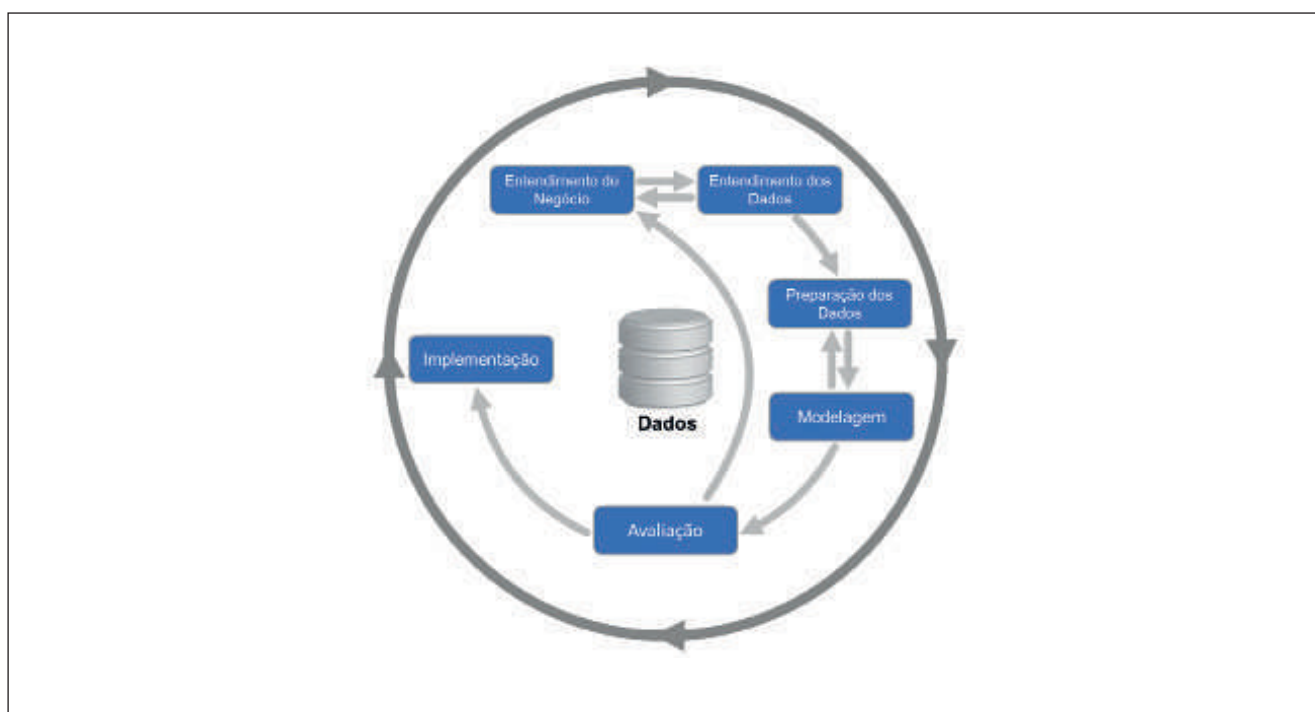 Entendimento do
Negócio
Entendimento dos
Dados
Preparação dos
Dados
Implementação
Modelagem
Dados
Avaliação